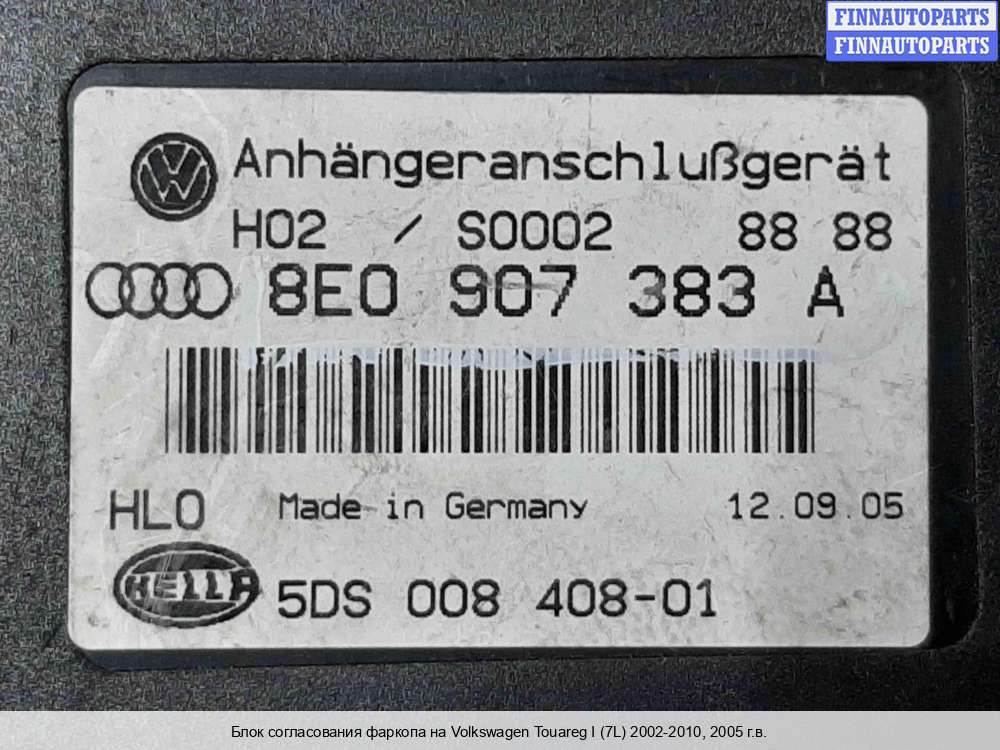 FINNAUTOPARTS
FINNAUTOPARTS
Anhängeranschlußgerät
H02 / S0002 88 88
8E0 907 383 A
HLO Made in Germany 12.09.05
HELLA 5DS 008 408-01
Блок согласования фаркопа на Volkswagen Touareg I (7L) 2002-2010, 2005 г.в.